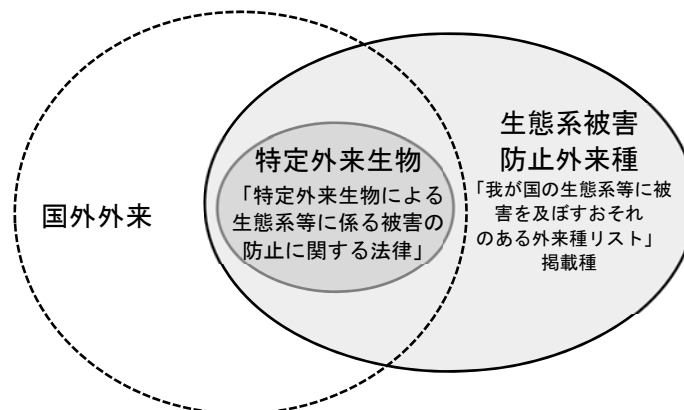 国外外来
特定外来生物
「特定外来生物による
生態系等に係る被害の
防止に関する法律」
生態系被害
防止外来種
「我が国の生態系等に被
害を及ぼすおそれ
のある外来種リスト」
掲載種